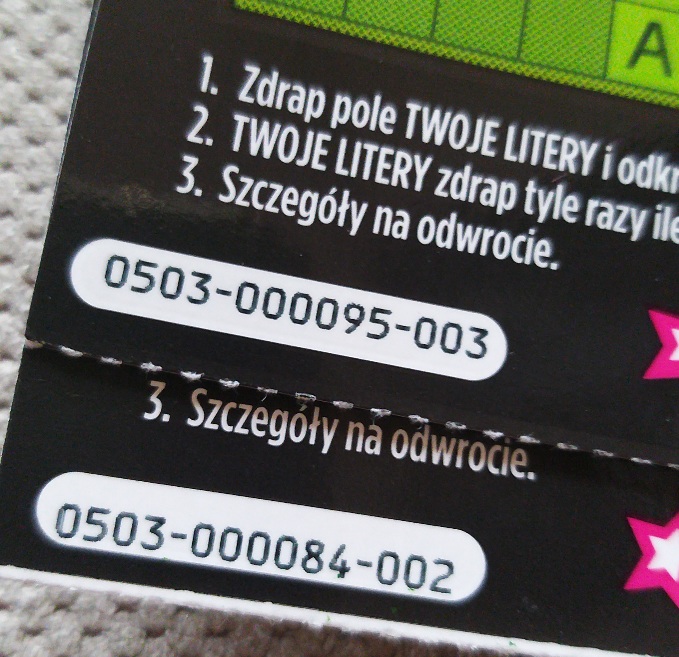 A
1. Zdrap pole TWOJE LITERY i odkr
2. TWOJE LITERY zdrap tyle razy ile
3. Szczegóły na odwrocie.
0503-000095-003
3. Szczegóły na odwrocie.
0503-000084-002